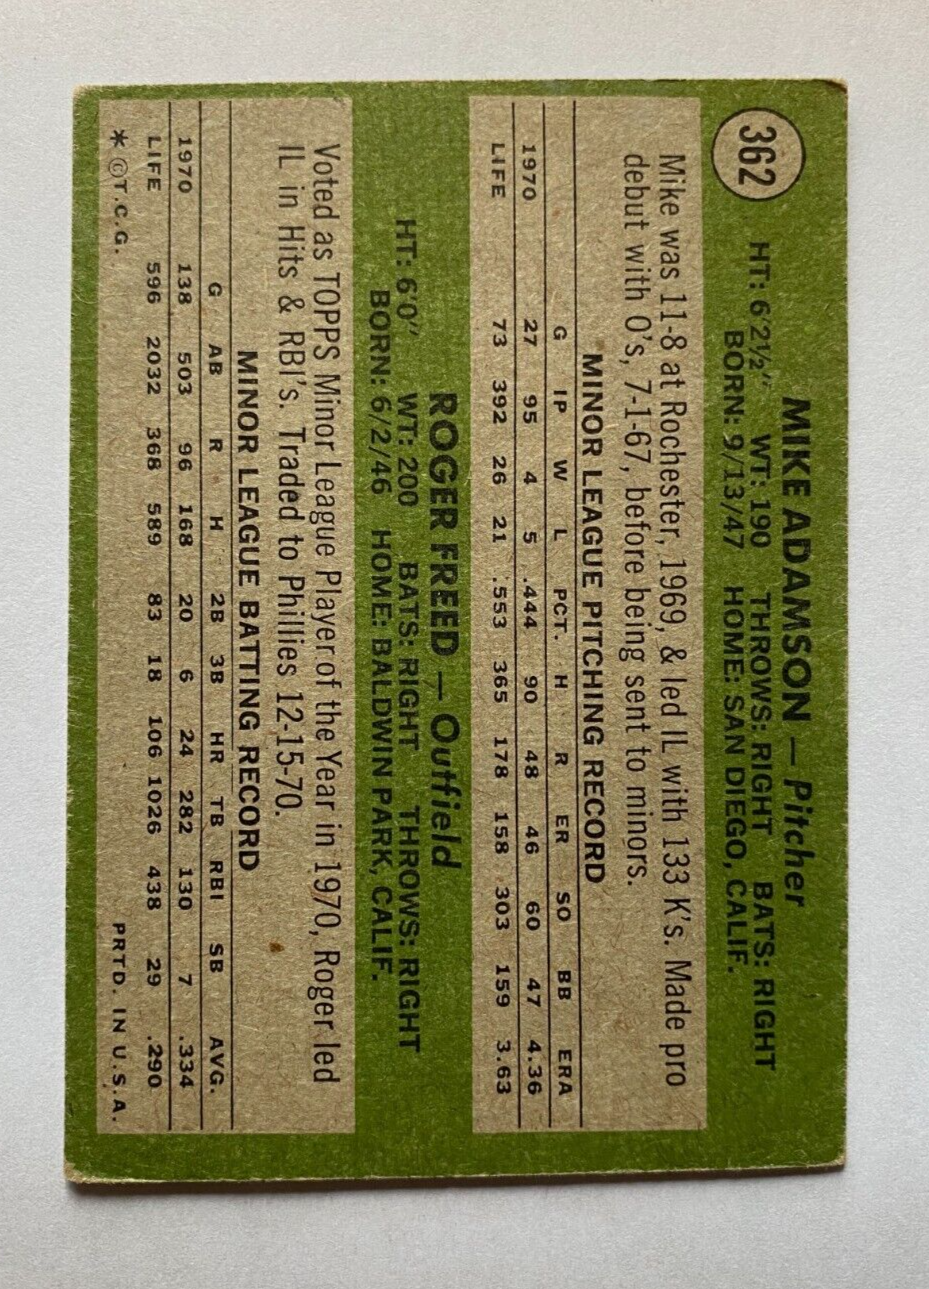 362
MIKE ADAMSON — Pitcher
HT: 6'2½" WT: 190 THROWS: RIGHT BATS: RIGHT
BORN: 9/13/47 HOME: SAN DIEGO, CALIF.
Mike was 11-8 at Rochester, 1969, & led IL with 133 K's. Made pro
debut with O's, 7-1-67, before being sent to minors.
MINOR LEAGUE PITCHING RECORD
G IP W L PCT. H R ER SO BB ERA
1970 27 95 4 5 .444 90 48 46 60 47 4.36
LIFE 73 392 26 21 .553 365 178 158 303 159 3.63
ROGER FREED — Outfield
HT: 6'0" WT: 200 BATS: RIGHT THROWS: RIGHT
BORN: 6/2/46 HOME: BALDWIN PARK, CALIF.
Voted as TOPPS Minor League Player of the Year in 1970, Roger led
IL in Hits & RBI's. Traded to Phillies 12-15-70.
MINOR LEAGUE BATTING RECORD
G AB R H 2B 3B HR TB RBI SB AVG.
1970 138 503 96 168 20 6 24 282 130 7 .334
LIFE 596 2032 368 589 83 18 106 1026 438 29 .290
* ©T.C.G. PRTD. IN U.S.A.